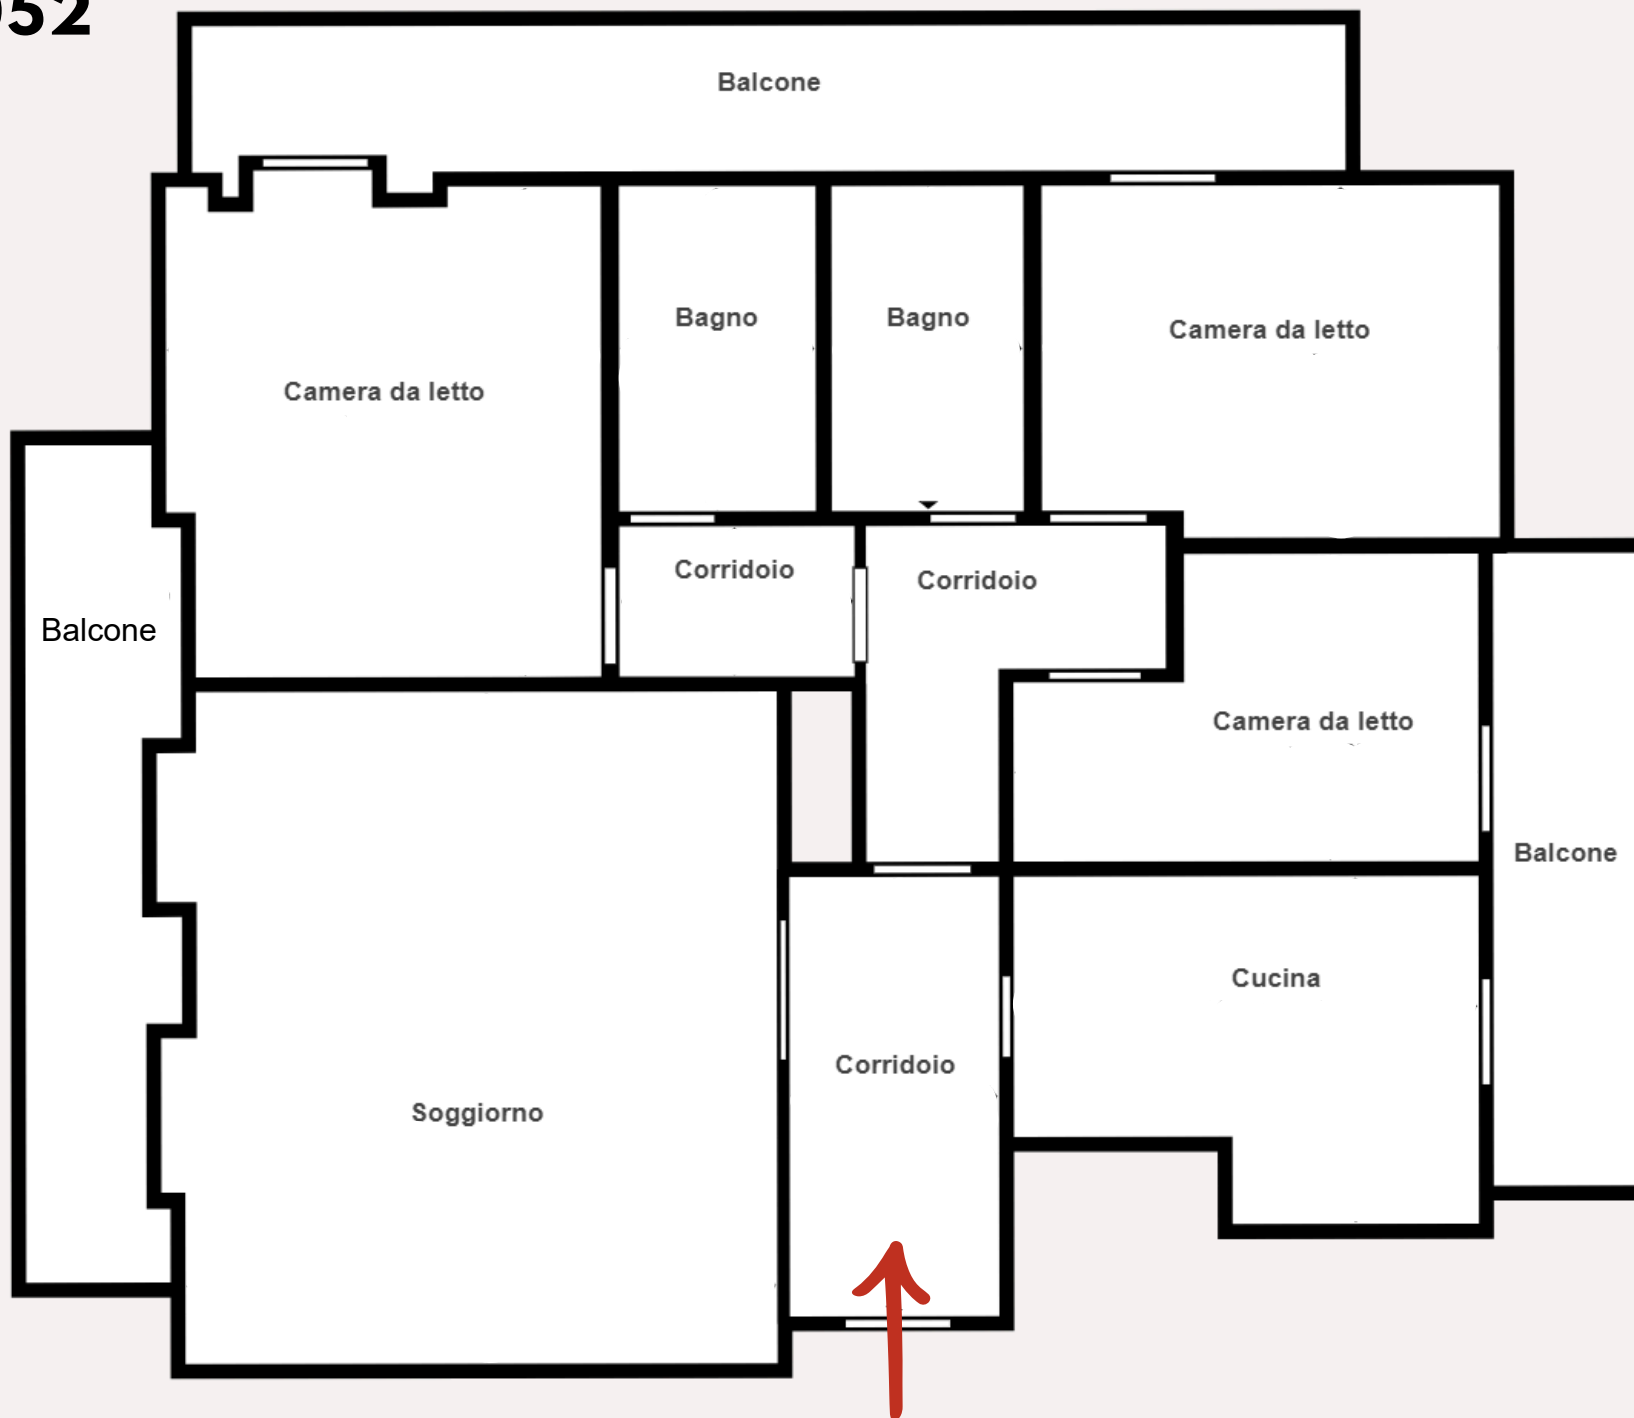 52
Balcone
Bagno
Bagno
Camera da letto
Camera da letto
Corridoio
Corridoio
Balcone
Camera da letto
Balcone
Cucina
Corridoio
Soggiorno